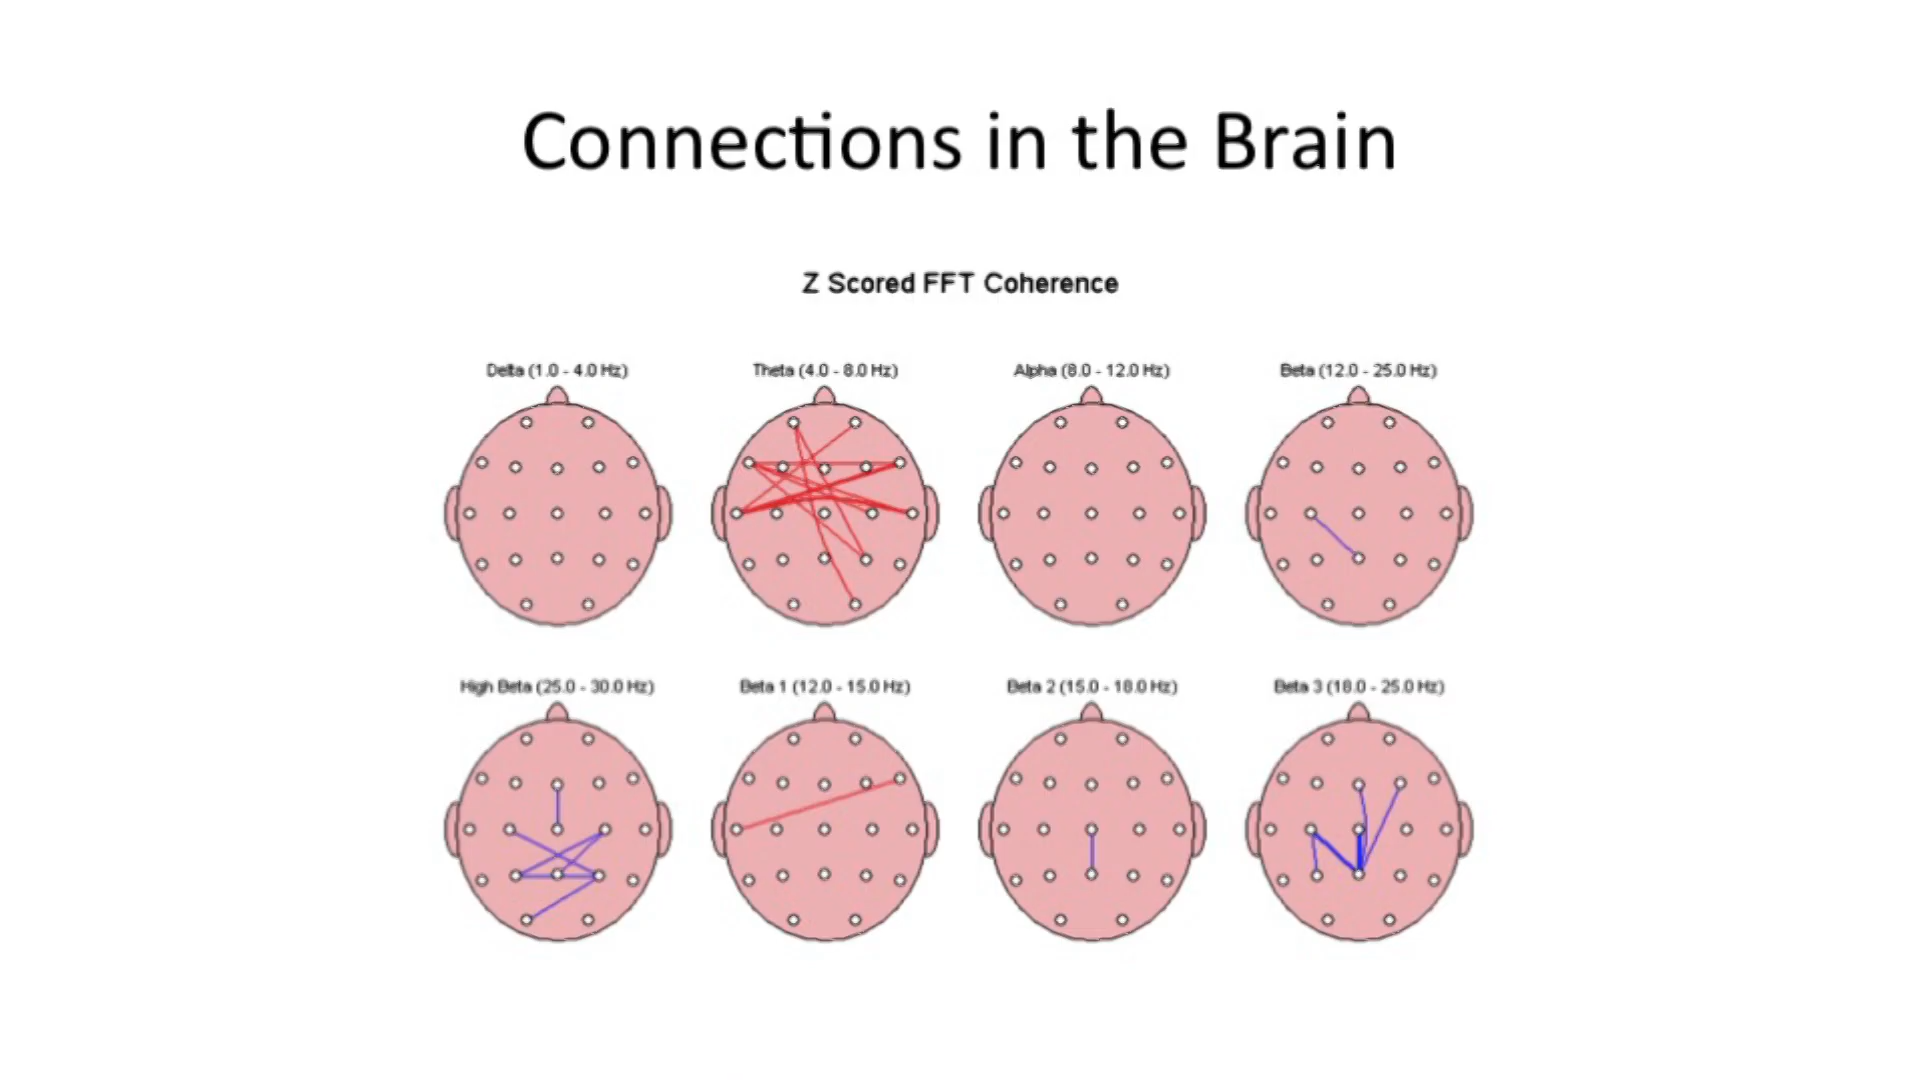 Connections in the Brain
Z Scored FFT Coherence
Delta (1.0 - 4.0 Hz)
Theta (4.0 - 8.0 Hz)
Alpha (8.0 - 12.0 Hz)
Beta (12.0 - 25.0 Hz)
High Beta (25.0 - 30.0 Hz)
Beta 1 (12.0 - 15.0 Hz)
Beta 2 (15.0 - 18.0 Hz)
Beta 3 (18.0 - 25.0 Hz)